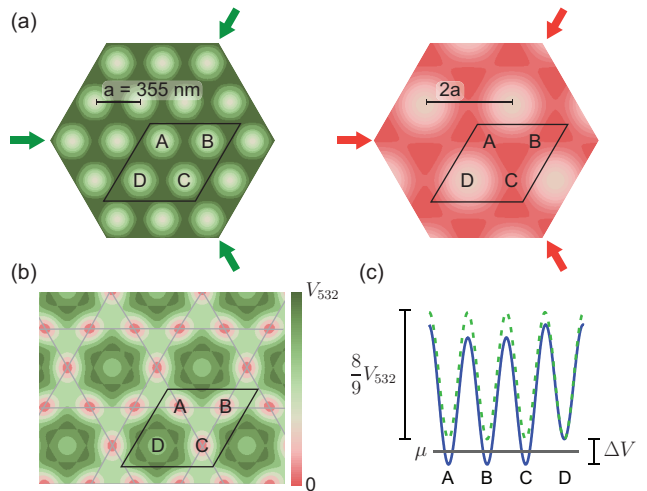 (a)
a = 355 nm
2a
A B
D C
A B
D C
(b)
(c)
V532
0
A B
D C
8/9 V532
μ
ΔV
A B C D